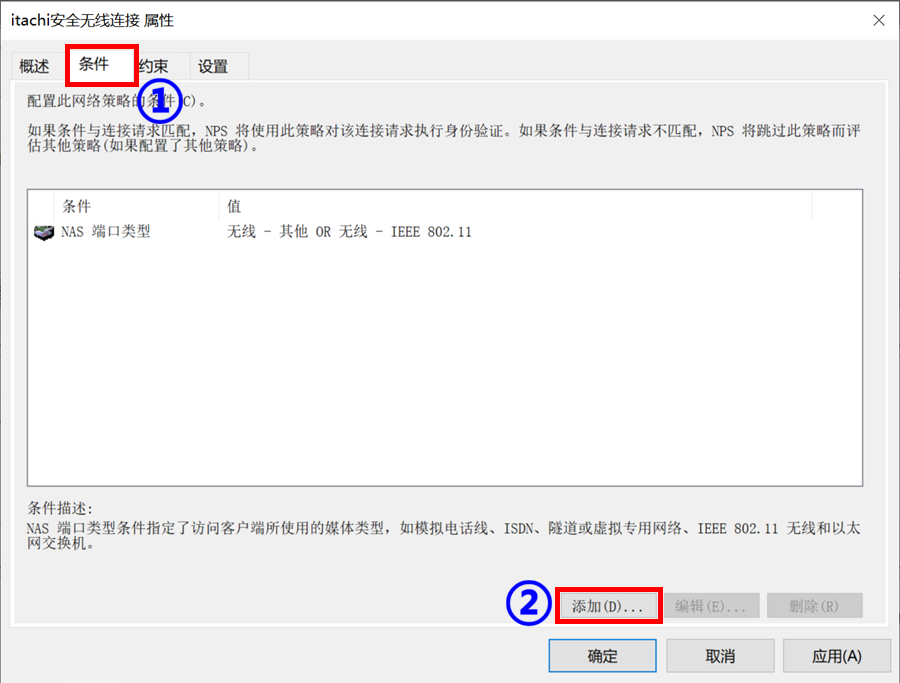 itachi安全无线连接 属性
概述 条件 约束 设置
①
配置此网络策略的条件(C)。
如果条件与连接请求匹配，NPS 将使用此策略对该连接请求执行身份验证。如果条件与连接请求不匹配，NPS 将跳过此策略而评
估其他策略(如果配置了其他策略)。
条件 值
NAS 端口类型 无线 - 其他 OR 无线 - IEEE 802.11
条件描述:
NAS 端口类型条件指定了访问客户端所使用的媒体类型，如模拟电话线、ISDN、隧道或虚拟专用网络、IEEE 802.11 无线和以太
网交换机。
② 添加(D)... 编辑(E)... 删除(R)
确定 取消 应用(A)